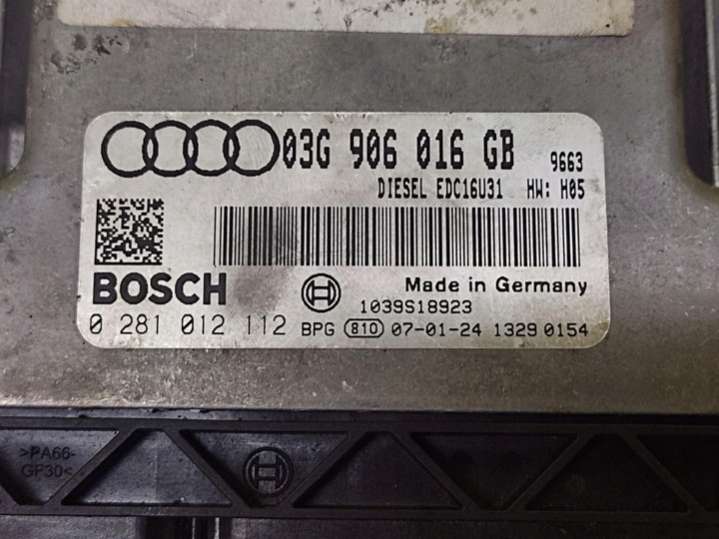 03G 906 016 GB 9663
DIESEL EDC16U31 HW: H05
BOSCH
Made in Germany
1039S18923
0 281 012 112 BPG 810 07-01-24 1329 0154
>PA66-
GF30<